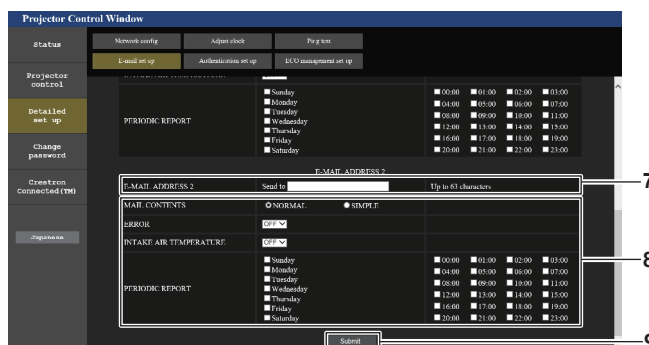 Projector Control Window
Status
Network config Adjust clock Ping test
E-mail set up Authentication set up ECO management set up
Projector
control
Detailed
set up
Change
password
Crestron
Connected(TM)
Japanese
PERIODIC REPORT
Sunday
Monday
Tuesday
Wednesday
Thursday
Friday
Saturday
00:00 01:00 02:00 03:00
04:00 05:00 06:00 07:00
08:00 09:00 10:00 11:00
12:00 13:00 14:00 15:00
16:00 17:00 18:00 19:00
20:00 21:00 22:00 23:00
E-MAIL ADDRESS 2
E-MAIL ADDRESS 2 Send to Up to 63 characters
7
MAIL CONTENTS NORMAL SIMPLE
ERROR OFF
INTAKE AIR TEMPERATURE OFF
8
PERIODIC REPORT
Sunday
Monday
Tuesday
Wednesday
Thursday
Friday
Saturday
00:00 01:00 02:00 03:00
04:00 05:00 06:00 07:00
08:00 09:00 10:00 11:00
12:00 13:00 14:00 15:00
16:00 17:00 18:00 19:00
20:00 21:00 22:00 23:00
Submit
9